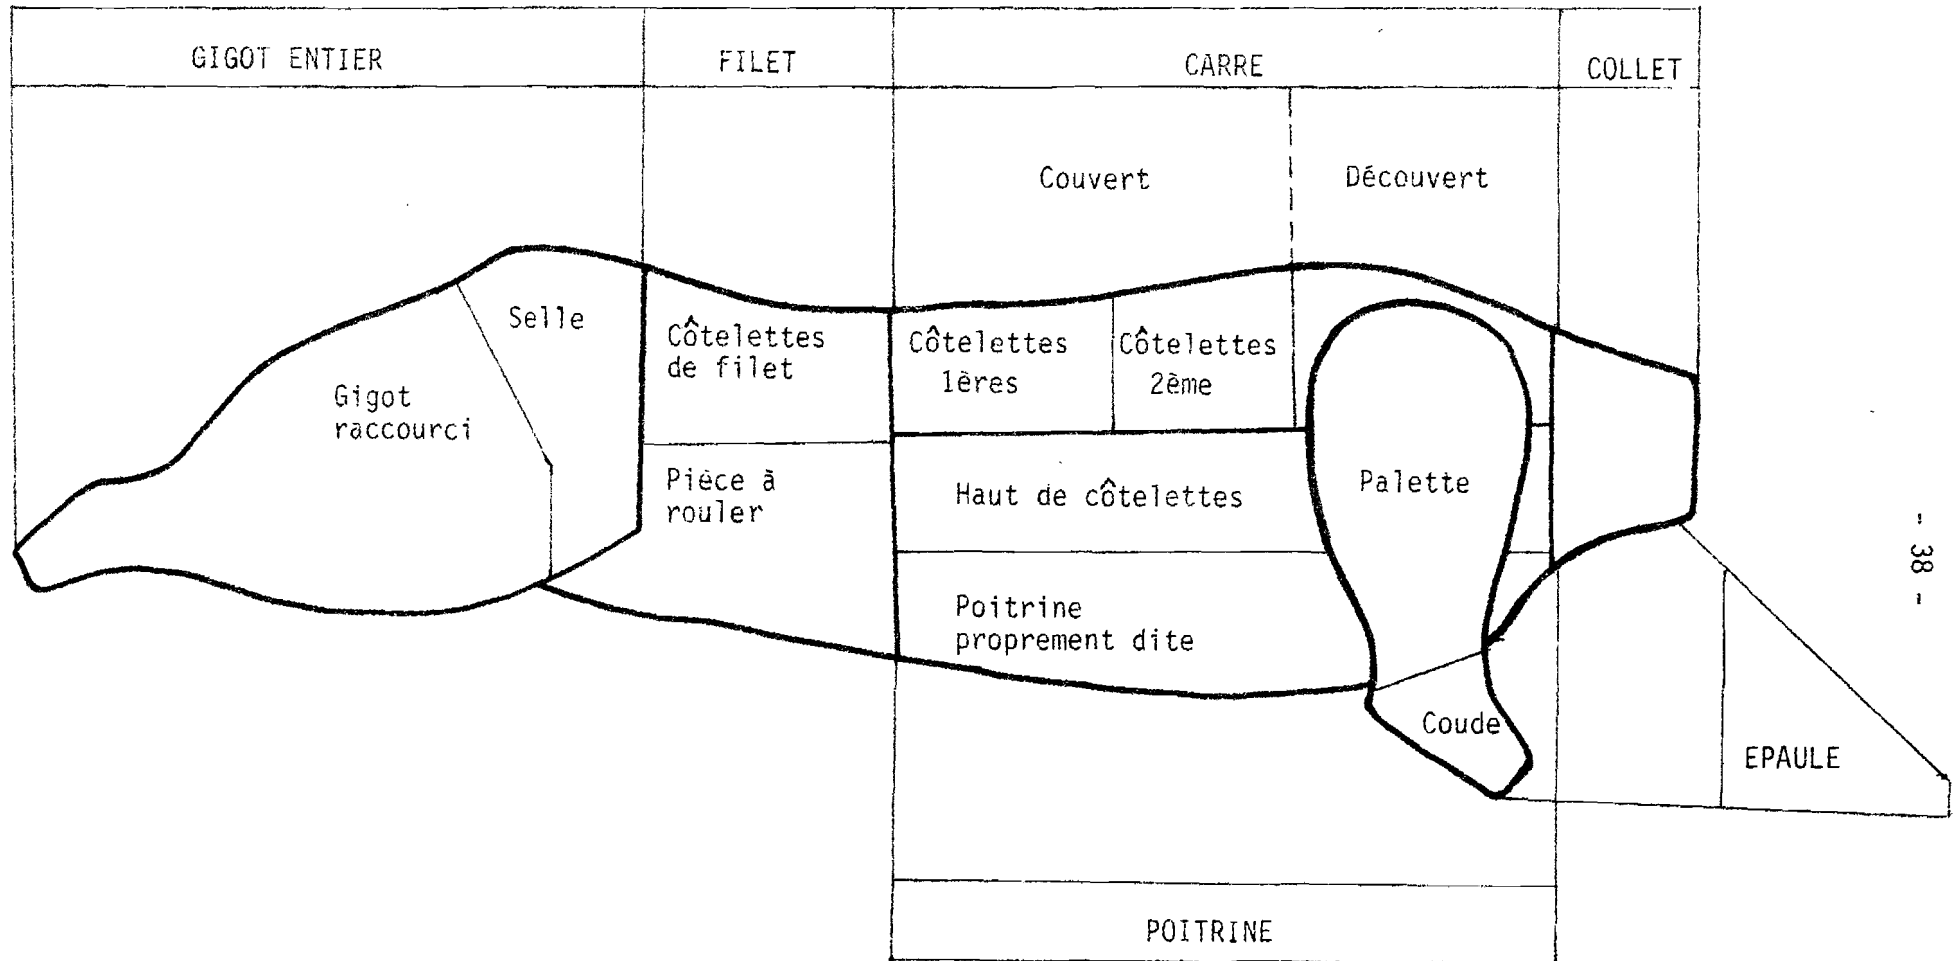 GIGOT ENTIER
FILET
CARRE
COLLET
Couvert
Découvert
Selle
Côtelettes
de filet
Côtelettes
1ères
Côtelettes
2ème
Gigot
raccourci
Pièce à
rouler
Haut de côtelettes
Palette
Poitrine
proprement dite
Coude
EPAULE
POITRINE
- 38 -